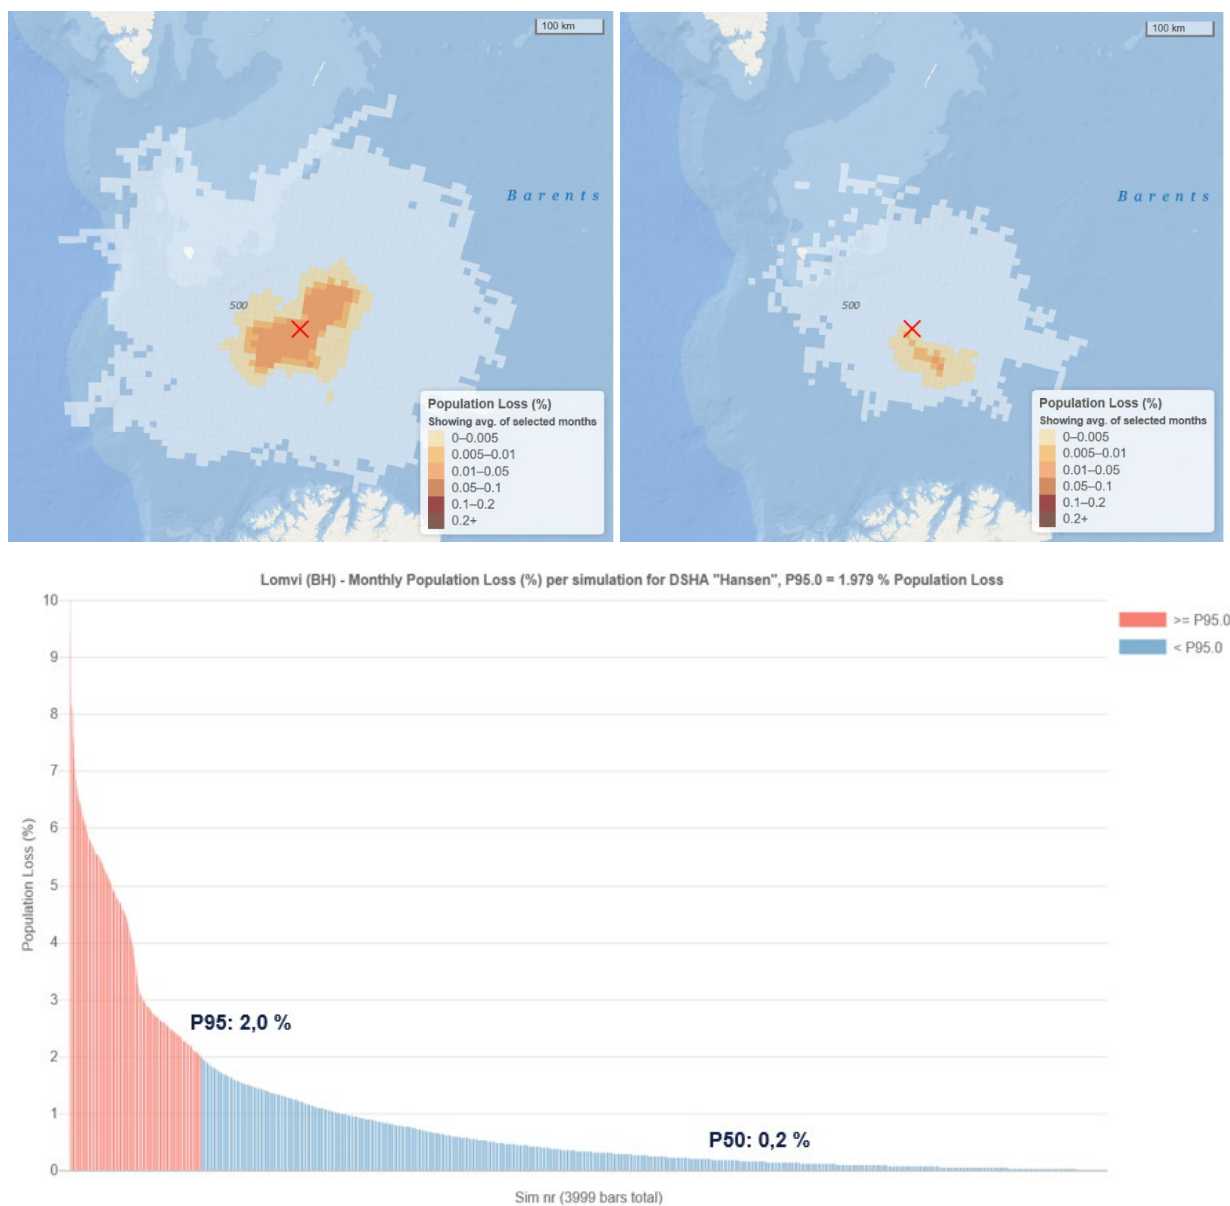 100 km
Barents
500
Population Loss (%)
Showing avg. of selected months
0–0.005
0.005–0.01
0.01–0.05
0.05–0.1
0.1–0.2
0.2+
100 km
Barents
500
Population Loss (%)
Showing avg. of selected months
0–0.005
0.005–0.01
0.01–0.05
0.05–0.1
0.1–0.2
0.2+
Lomvi (BH) - Monthly Population Loss (%) per simulation for DSHA "Hansen", P95.0 = 1.979 % Population Loss
>= P95.0
< P95.0
Population Loss (%)
10
9
8
7
6
5
4
3
2
1
0
P95: 2,0 %
P50: 0,2 %
Sim nr (3999 bars total)